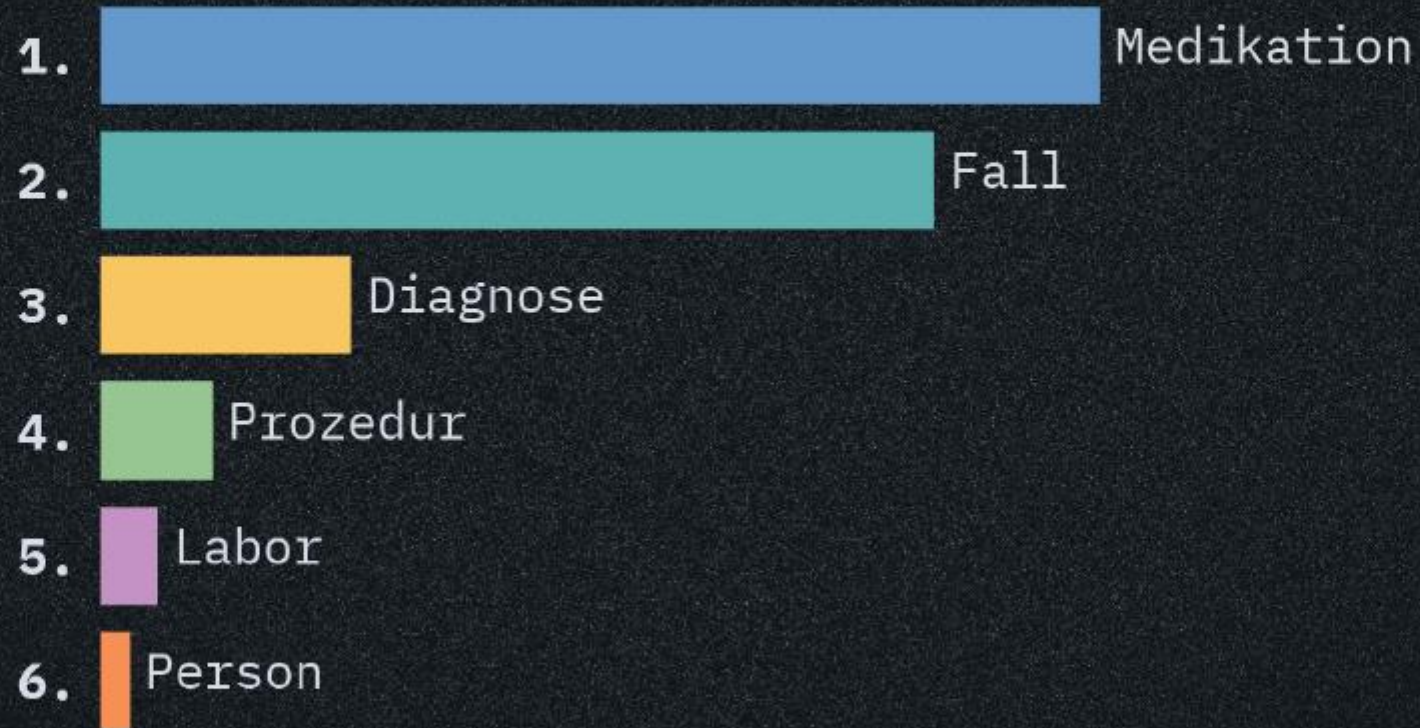 1. Medikation
2. Fall
3. Diagnose
4. Prozedur
5. Labor
6. Person